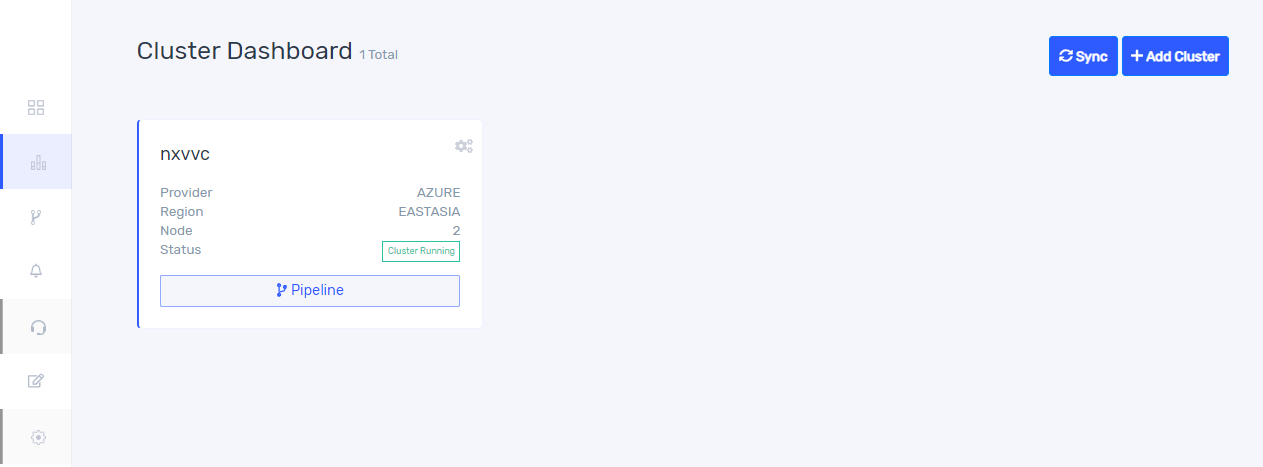 Cluster Dashboard 1 Total
Sync
Add Cluster
nxvvc
Provider AZURE
Region EASTASIA
Node 2
Status Cluster Running
Pipeline